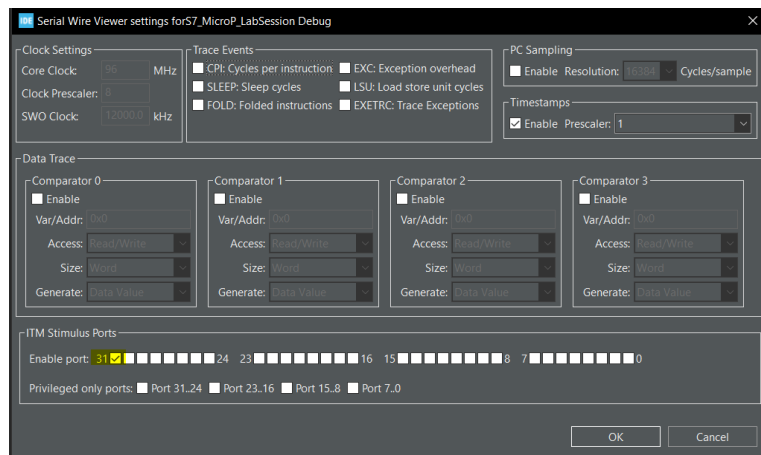 IDE Serial Wire Viewer settings forS7_MicroP_LabSession Debug
Clock Settings
Core Clock: 96 MHz
Clock Prescaler: 8
SWO Clock: 12000.0 kHz
Trace Events
CPI: Cycles per instruction EXC: Exception overhead
SLEEP: Sleep cycles LSU: Load store unit cycles
FOLD: Folded instructions EXETRC: Trace Exceptions
PC Sampling
Enable Resolution: 16384 Cycles/sample
Timestamps
Enable Prescaler: 1
Data Trace
Comparator 0
Enable
Var/Addr: 0x0
Access: Read/Write
Size: Word
Generate: Data Value
Comparator 1
Enable
Var/Addr: 0x0
Access: Read/Write
Size: Word
Generate: Data Value
Comparator 2
Enable
Var/Addr: 0x0
Access: Read/Write
Size: Word
Generate: Data Value
Comparator 3
Enable
Var/Addr: 0x0
Access: Read/Write
Size: Word
Generate: Data Value
ITM Stimulus Ports
Enable port: 31 24 23 16 15 8 7 0
Privileged only ports: Port 31..24 Port 23..16 Port 15..8 Port 7..0
OK Cancel